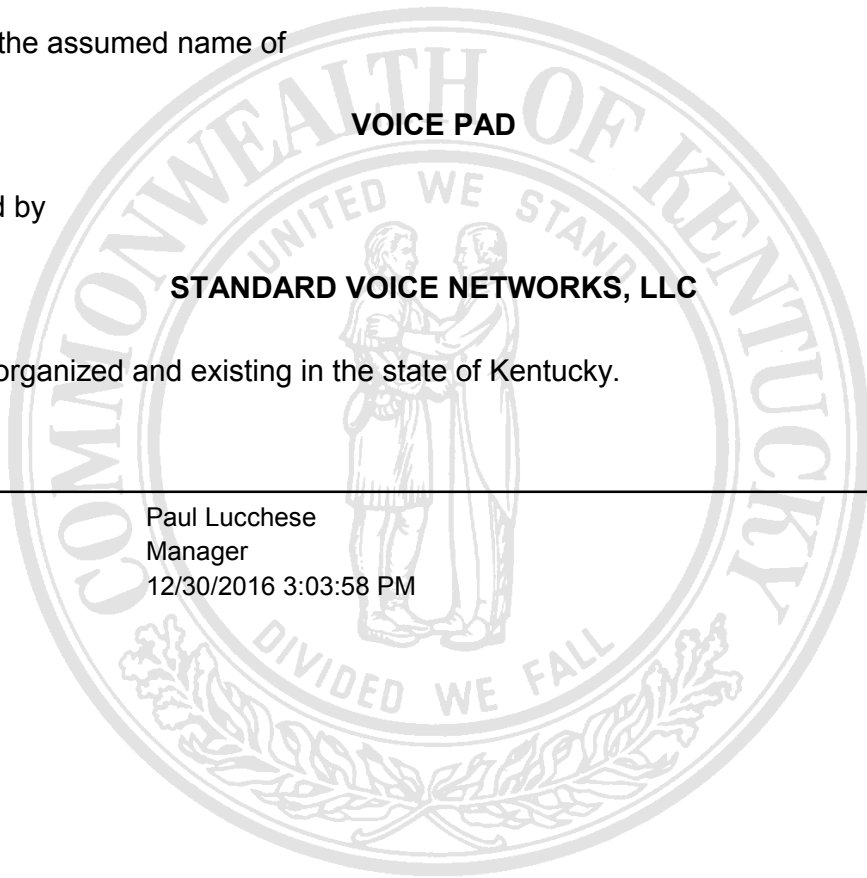 the assumed name of
VOICE PAD
d by
STANDARD VOICE NETWORKS, LLC
organized and existing in the state of Kentucky.
Paul Lucchese
Manager
12/30/2016 3:03:58 PM
COMMONWEALTH OF KENTUCKY
UNITED WE STAND
DIVIDED WE FALL